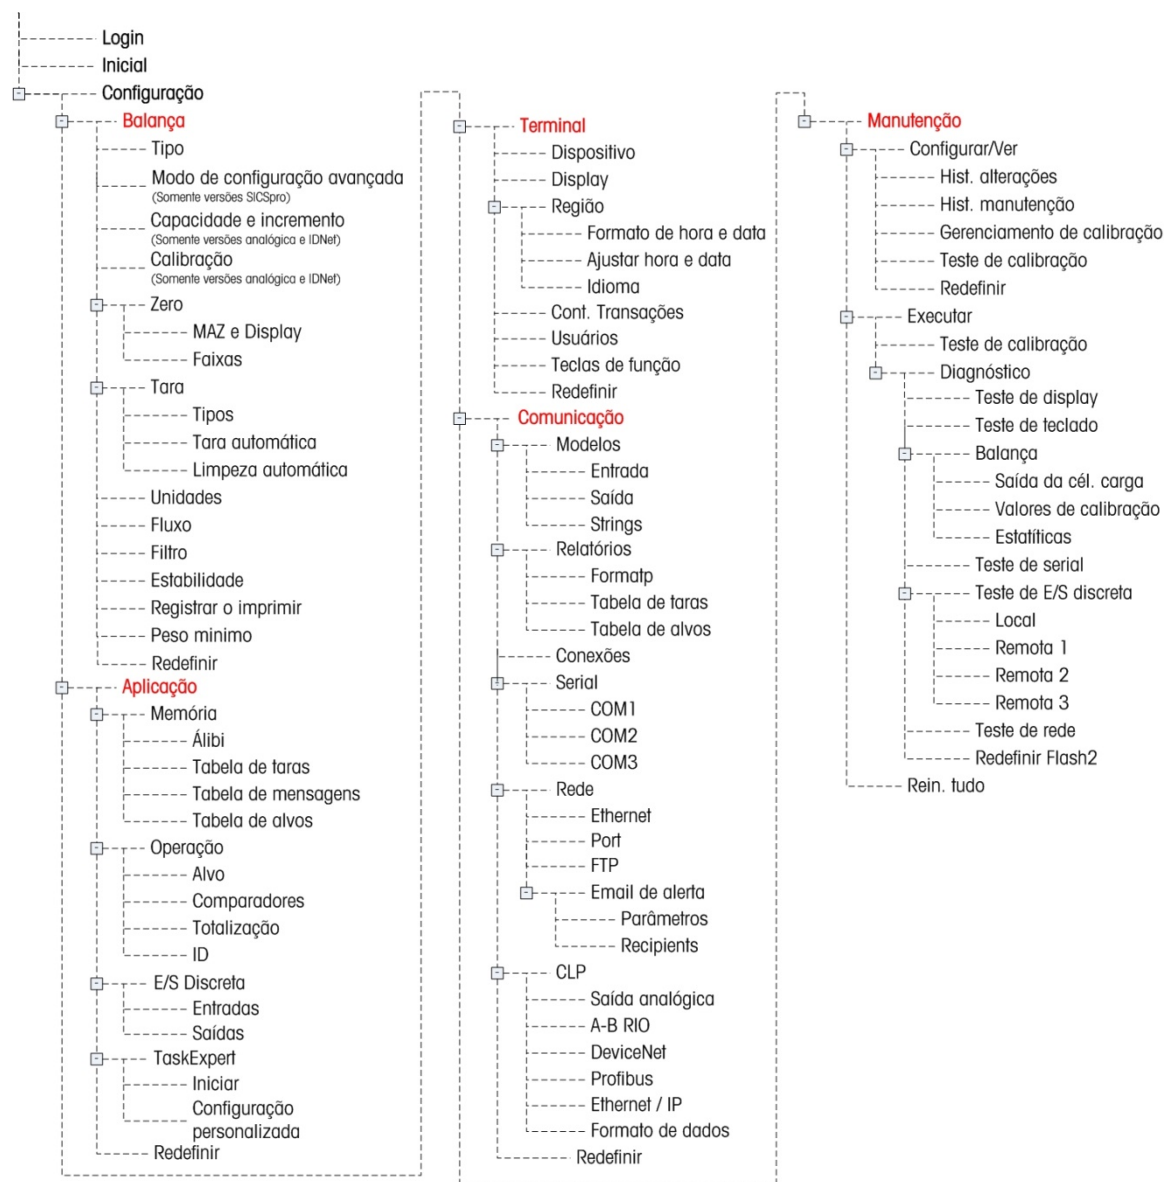 Login
Inicial
Configuração
Balança
Tipo
Modo de configuração avançada
(Somente versões SICSpro)
Capacidade e incremento
(Somente versões analógica e IDNet)
Calibração
(Somente versões analógica e IDNet)
Zero
MAZ e Display
Faixas
Tara
Tipos
Tara automática
Limpeza automática
Unidades
Fluxo
Filtro
Estabilidade
Registrar o imprimir
Peso minimo
Redefinir
Aplicação
Memória
Álibi
Tabela de taras
Tabela de mensagens
Tabela de alvos
Operação
Alvo
Comparadores
Totalização
ID
E/S Discreta
Entradas
Saídas
TaskExpert
Iniciar
Configuração
personalizada
Redefinir
Terminal
Dispositivo
Display
Região
Formato de hora e data
Ajustar hora e data
Idioma
Cont. Transações
Usuários
Teclas de função
Redefinir
Comunicação
Modelos
Entrada
Saída
Strings
Relatórios
Formatp
Tabela de taras
Tabela de alvos
Conexões
Serial
COM1
COM2
COM3
Rede
Ethernet
Port
FTP
Email de alerta
Parâmetros
Recipients
CLP
Saída analógica
A-B RIO
DeviceNet
Profibus
Ethernet / IP
Formato de dados
Redefinir
Manutenção
Configurar/Ver
Hist. alterações
Hist. manutenção
Gerenciamento de calibração
Teste de calibração
Redefinir
Executar
Teste de calibração
Diagnóstico
Teste de display
Teste de teclado
Balança
Saída da cél. carga
Valores de calibração
Estatíticas
Teste de serial
Teste de E/S discreta
Local
Remota 1
Remota 2
Remota 3
Teste de rede
Redefinir Flash2
Rein. tudo